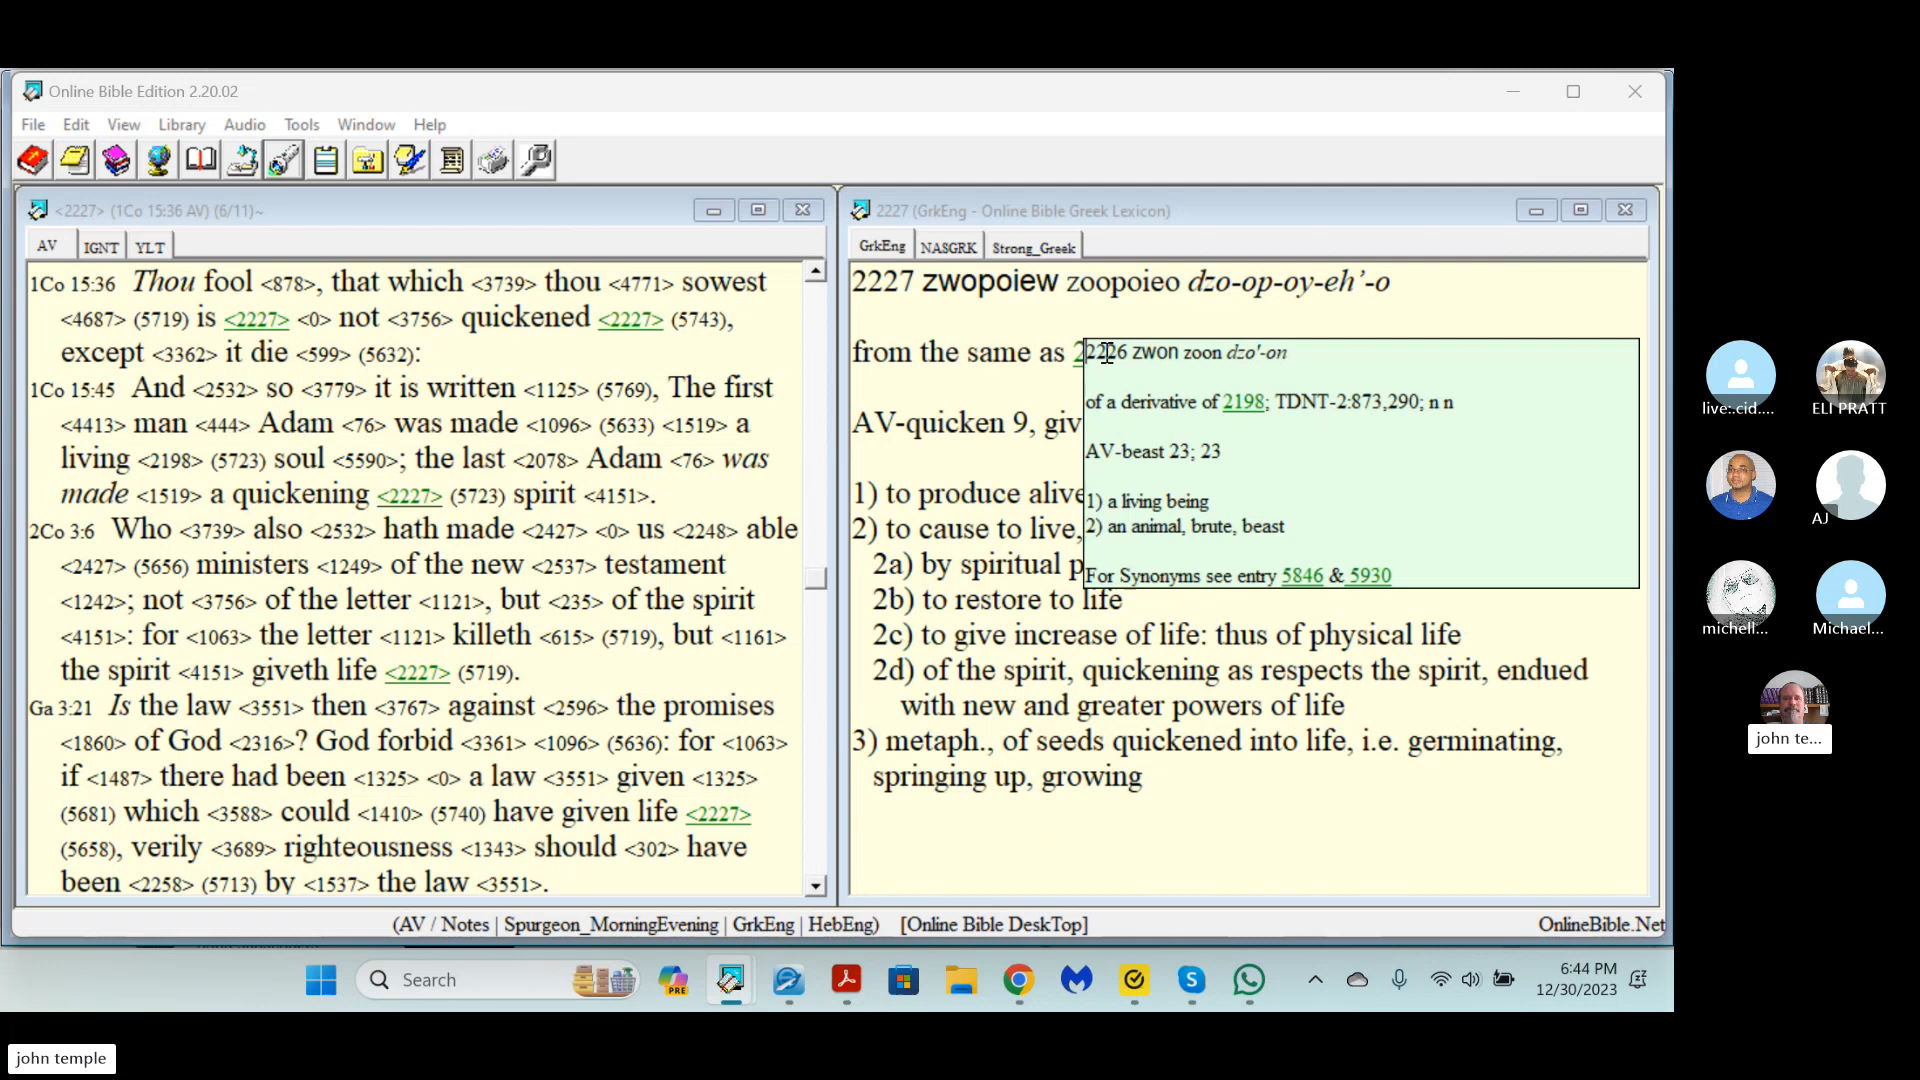 Online Bible Edition 2.20.02
File Edit View Library Audio Tools Window Help
<2227> (1Co 15:36 AV) (6/11)~
AV IGNT YLT
1Co 15:36 Thou fool <878>, that which <3739> thou <4771> sowest
<4687> (5719) is <2227> <0> not <3756> quickened <2227> (5743),
except <3362> it die <599> (5632):
1Co 15:45 And <2532> so <3779> it is written <1125> (5769), The first
<4413> man <444> Adam <76> was made <1096> (5633) <1519> a
living <2198> (5723) soul <5590>; the last <2078> Adam <76> was
made <1519> a quickening <2227> (5723) spirit <4151>.
2Co 3:6 Who <3739> also <2532> hath made <2427> <0> us <2248> able
<2427> (5656) ministers <1249> of the new <2537> testament
<1242>; not <3756> of the letter <1121>, but <235> of the spirit
<4151>: for <1063> the letter <1121> killeth <615> (5719), but <1161>
the spirit <4151> giveth life <2227> (5719).
Ga 3:21 Is the law <3551> then <3767> against <2596> the promises
<1860> of God <2316>? God forbid <3361> <1096> (5636): for <1063>
if <1487> there had been <1325> <0> a law <3551> given <1325>
(5681) which <3588> could <1410> (5740) have given life <2227>
(5658), verily <3689> righteousness <1343> should <302> have
been <2258> (5713) by <1537> the law <3551>.
2227 (GrkEng - Online Bible Greek Lexicon)
GrkEng NASGRK Strong_Greek
2227 zwopoiew zoopoieo dzo-op-oy-eh’-o
from the same as 2
AV-quicken 9, giv
1) to produce alive
2) to cause to live,
2a) by spiritual p
2b) to restore to life
2c) to give increase of life: thus of physical life
2d) of the spirit, quickening as respects the spirit, endued
with new and greater powers of life
3) metaph., of seeds quickened into life, i.e. germinating,
springing up, growing
2226 zwon zoon dzo'-on
of a derivative of 2198; TDNT-2:873,290; n n
AV-beast 23; 23
1) a living being
2) an animal, brute, beast
For Synonyms see entry 5846 & 5930
(AV / Notes | Spurgeon_MorningEvening | GrkEng | HebEng) [Online Bible DeskTop]
OnlineBible.Net
Search
PRE
6:44 PM
12/30/2023
live:.cid....
ELI PRATT
AJ
michell...
Michael...
john te...
john temple